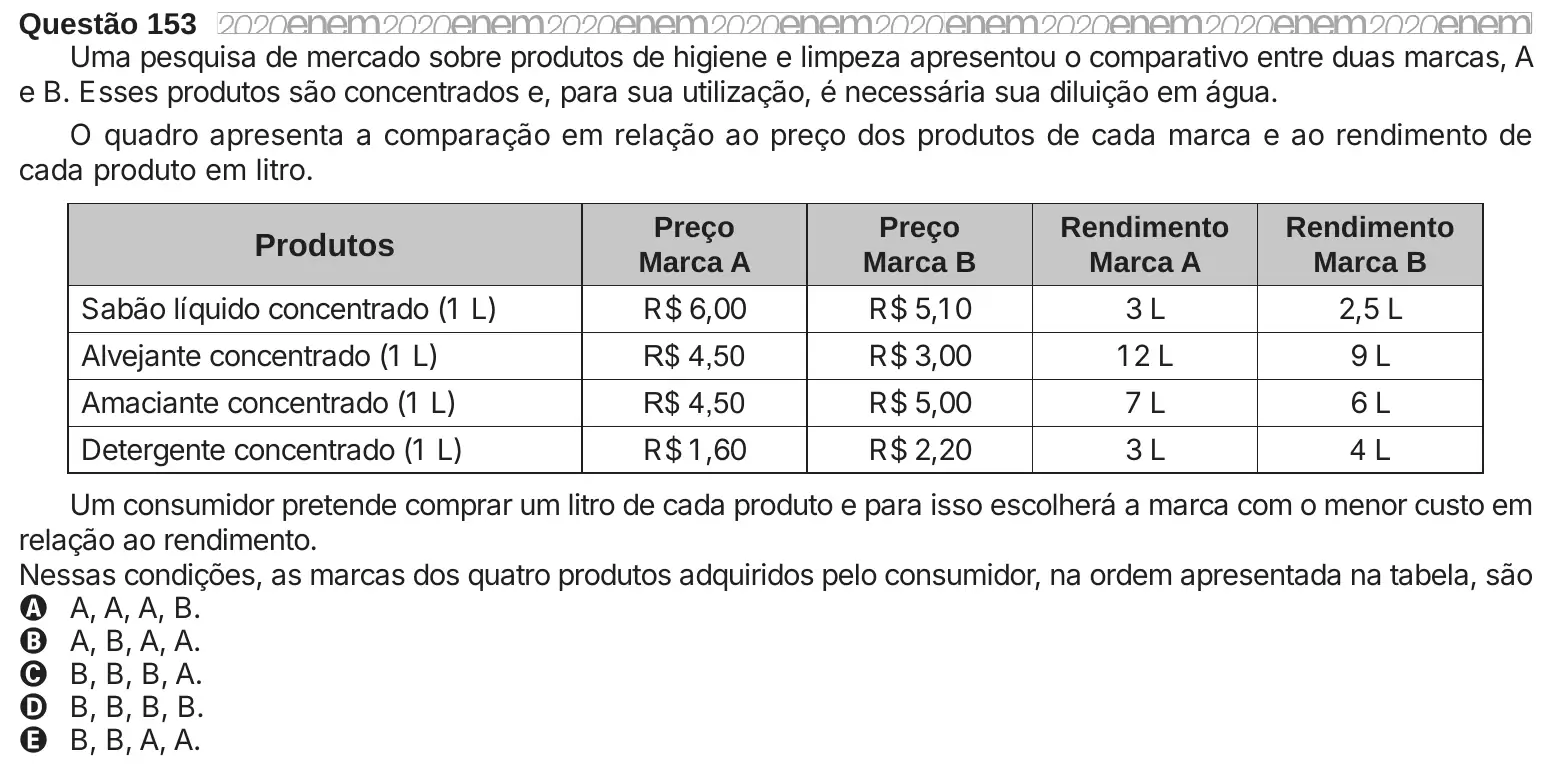 Questão 153 2020enem2020enem2020enem2020enem2020enem2020enem2020enem2020enem
Uma pesquisa de mercado sobre produtos de higiene e limpeza apresentou o comparativo entre duas marcas, A
e B. Esses produtos são concentrados e, para sua utilização, é necessária sua diluição em água.
O quadro apresenta a comparação em relação ao preço dos produtos de cada marca e ao rendimento de
cada produto em litro.
Produtos Preço Marca A Preço Marca B Rendimento Marca A Rendimento Marca B
Sabão líquido concentrado (1 L) R$ 6,00 R$ 5,10 3 L 2,5 L
Alvejante concentrado (1 L) R$ 4,50 R$ 3,00 12 L 9 L
Amaciante concentrado (1 L) R$ 4,50 R$ 5,00 7 L 6 L
Detergente concentrado (1 L) R$ 1,60 R$ 2,20 3 L 4 L
Um consumidor pretende comprar um litro de cada produto e para isso escolherá a marca com o menor custo em
relação ao rendimento.
Nessas condições, as marcas dos quatro produtos adquiridos pelo consumidor, na ordem apresentada na tabela, são
A A, A, A, B.
B A, B, A, A.
C B, B, B, A.
D B, B, B, B.
E B, B, A, A.